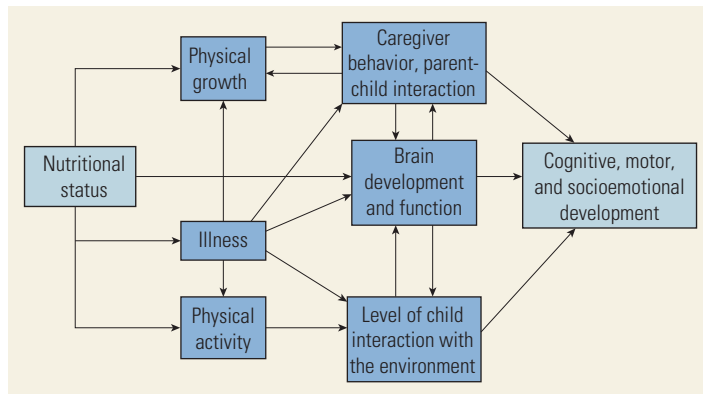 Physical
growth
Caregiver
behavior, parent-
child interaction
Nutritional
status
Brain
development
and function
Cognitive, motor,
and socioemotional
development
Illness
Physical
activity
Level of child
interaction with
the environment